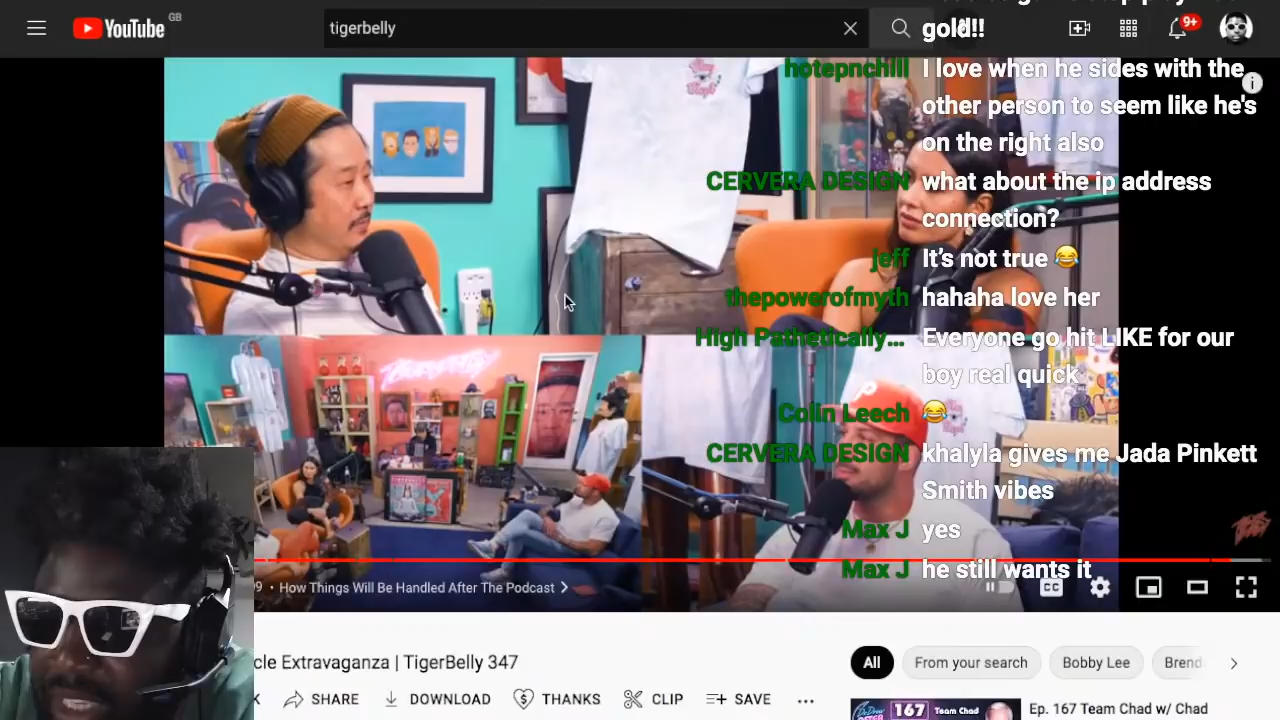 YouTube GB
tigerbelly
9+
gold!!
hotepnchill I love when he sides with the
other person to seem like he's
on the right also
CERVERA DESIGN what about the ip address
connection?
jeff It's not true 😂
thepowerofmyth hahaha love her
High Pathetically... Everyone go hit LIKE for our
boy real quick
Colin Leech 😂
CERVERA DESIGN khalyla gives me Jada Pinkett
Smith vibes
Max J yes
Max J he still wants it
• How Things Will Be Handled After The Podcast
CC
cle Extravaganza | TigerBelly 347
All From your search Bobby Lee Brend
SHARE DOWNLOAD THANKS CLIP SAVE
167 Team Chad
Ep. 167 Team Chad w/ Chad